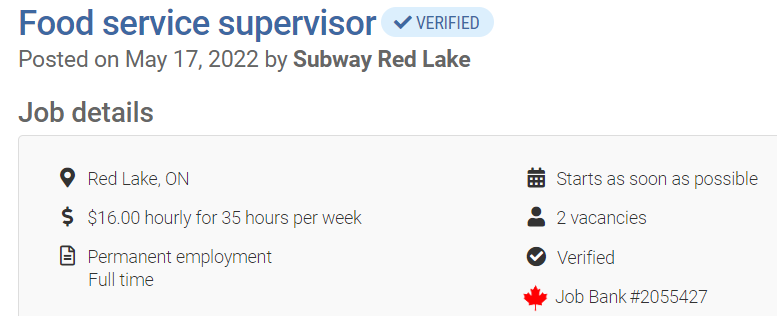 Food service supervisor VERIFIED
Posted on May 17, 2022 by Subway Red Lake
Job details
Red Lake, ON
$16.00 hourly for 35 hours per week
Permanent employment
Full time
Starts as soon as possible
2 vacancies
Verified
Job Bank #2055427